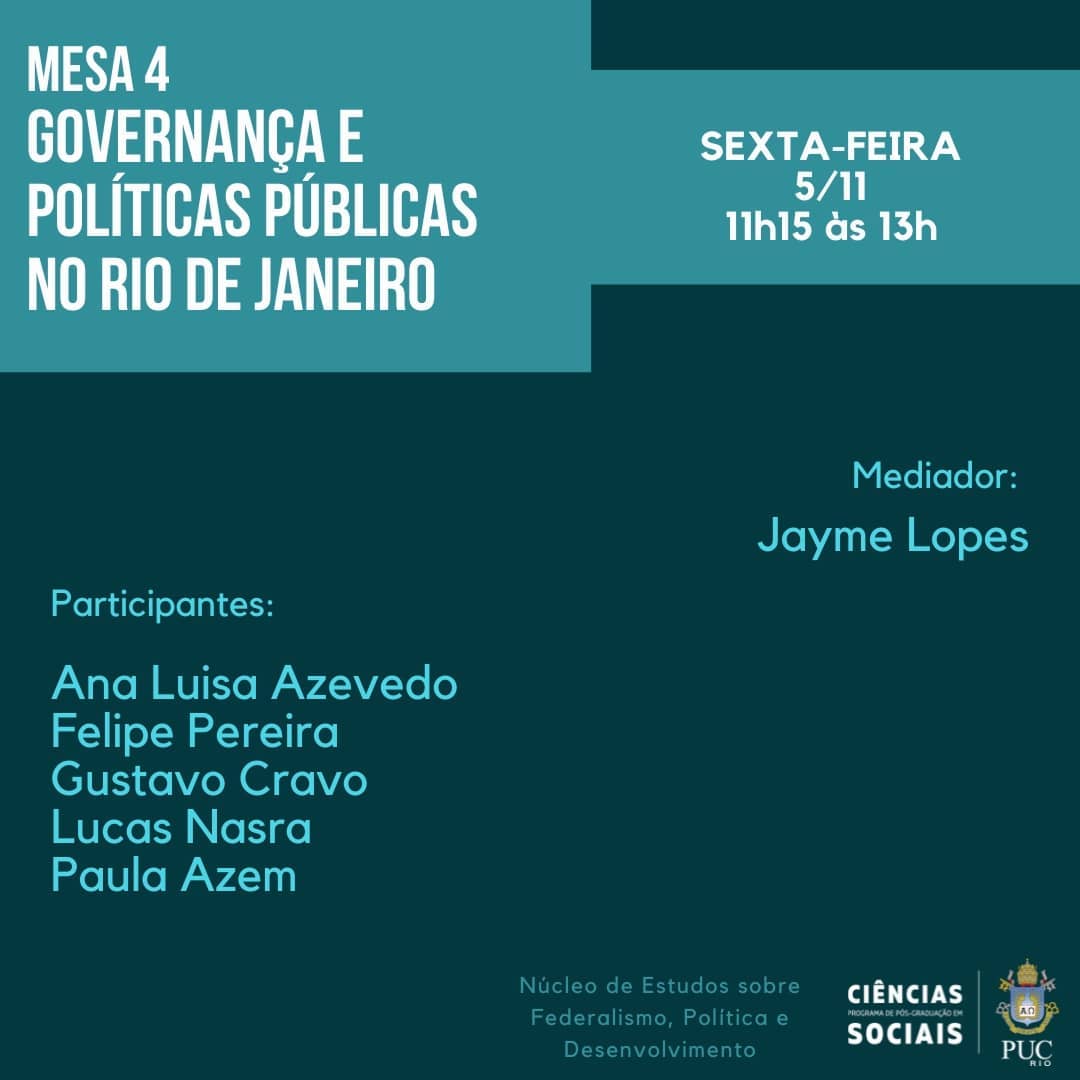 MESA 4
GOVERNANÇA E
POLÍTICAS PÚBLICAS
NO RIO DE JANEIRO
SEXTA-FEIRA
5/11
11h15 às 13h
Mediador:
Jayme Lopes
Participantes:
Ana Luisa Azevedo
Felipe Pereira
Gustavo Cravo
Lucas Nasra
Paula Azem
Núcleo de Estudos sobre
Federalismo, Política e
Desenvolvimento
CIÊNCIAS
PROGRAMA DE PÓS-GRADUAÇÃO EM
SOCIAIS
ΑΩ
PUC
RIO